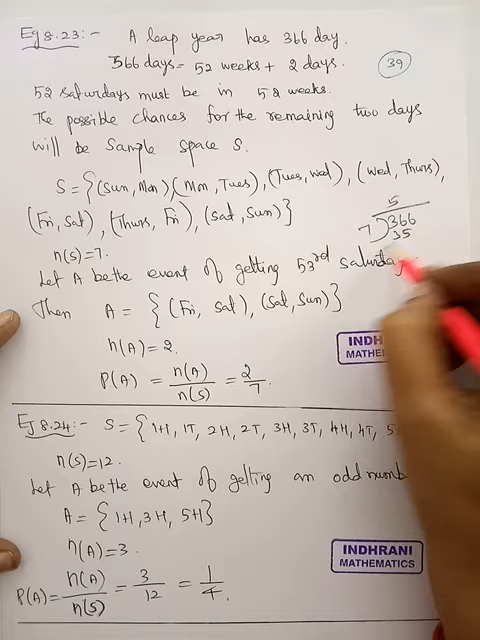 Eg 8.23:- A leap year has 366 day.
366 days = 52 weeks + 2 days.
39
52 saturdays must be in 52 weeks.
The possible chances for the remaining two days
will be Sample space S.
S = {(Sun, Mon), (Mon, Tues), (Tues, Wed), (Wed, Thurs),
(Fri, Sat), (Thurs, Fri), (Sat, Sun)}
5
7)366
35
n(S)=7.
Let A be the event of getting 53rd saturday.
Then A = {(Fri, Sat), (Sat, Sun)}
n(A)=2.
P(A) = n(A)/n(S) = 2/7.
INDH
MATHE
Eg 8.24:- S = {1H, 1T, 2H, 2T, 3H, 3T, 4H, 4T, 5
n(S)=12.
Let A be the event of getting an odd numb
A = {1H, 3H, 5H}
n(A)=3.
P(A) = n(A)/n(S) = 3/12 = 1/4.
INDHRANI
MATHEMATICS